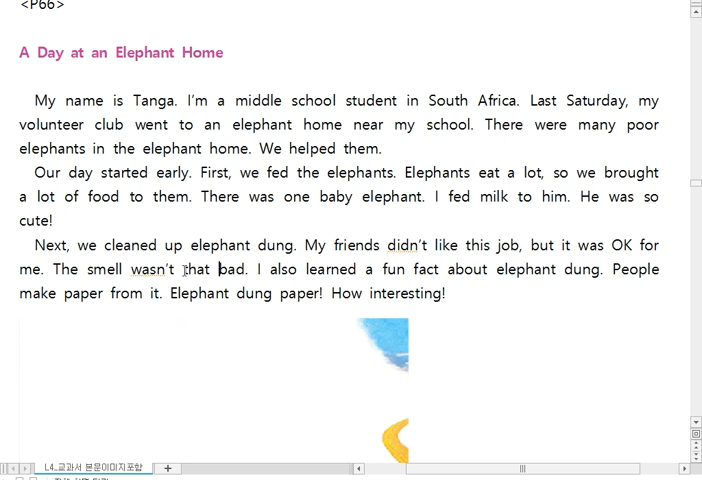 <P66>
A Day at an Elephant Home
My name is Tanga. I'm a middle school student in South Africa. Last Saturday, my
volunteer club went to an elephant home near my school. There were many poor
elephants in the elephant home. We helped them.
Our day started early. First, we fed the elephants. Elephants eat a lot, so we brought
a lot of food to them. There was one baby elephant. I fed milk to him. He was so
cute!
Next, we cleaned up elephant dung. My friends didn't like this job, but it was OK for
me. The smell wasn't that bad. I also learned a fun fact about elephant dung. People
make paper from it. Elephant dung paper! How interesting!
L4_교과서 본문이미지포함